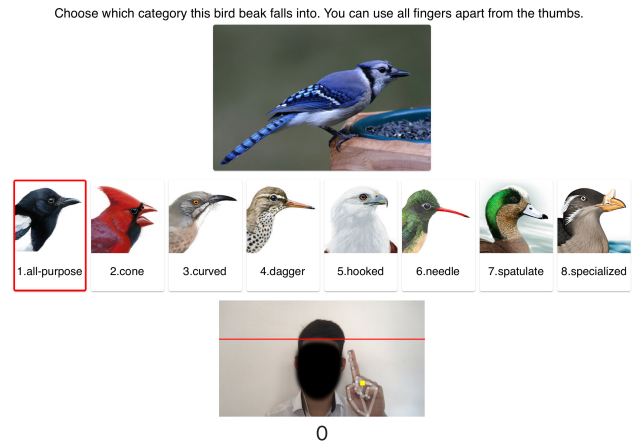 Choose which category this bird beak falls into. You can use all fingers apart from the thumbs.
1.all-purpose
2.cone
3.curved
4.dagger
5.hooked
6.needle
7.spatulate
8.specialized
0